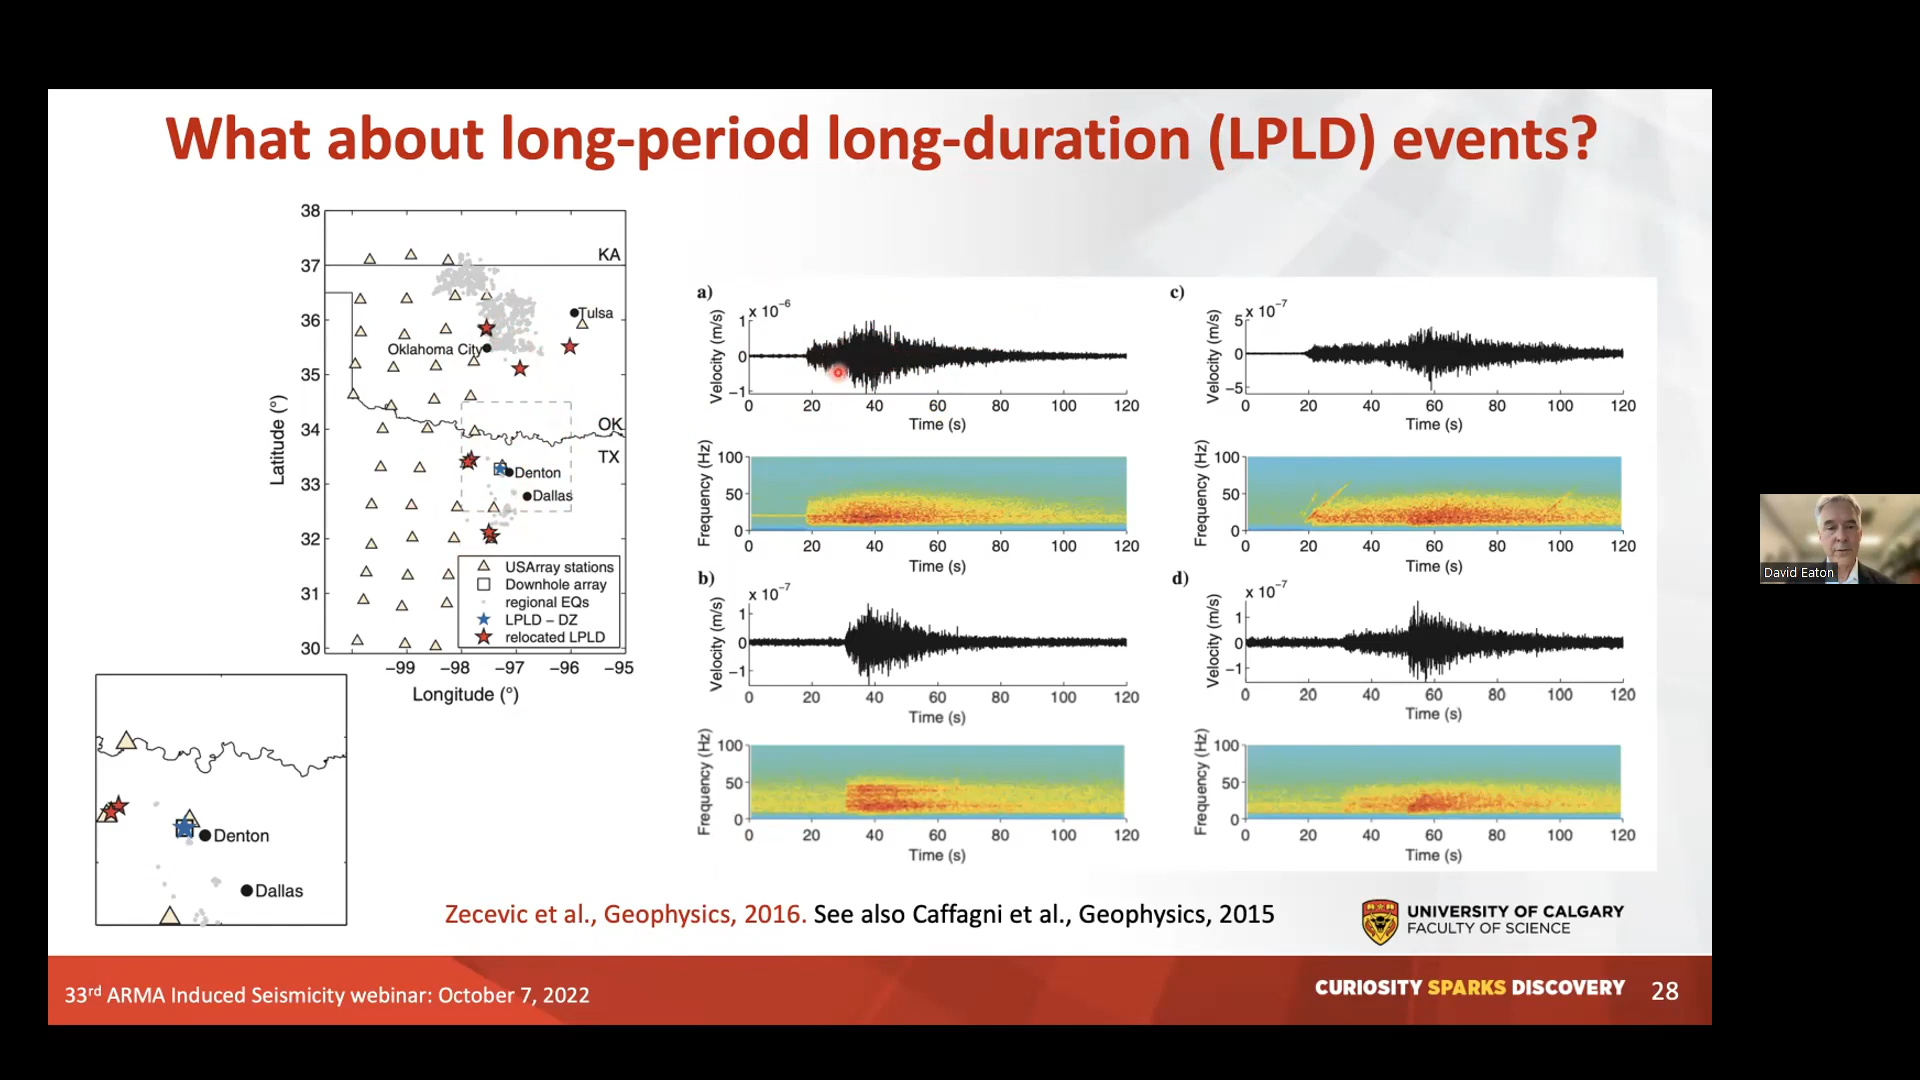 What about long-period long-duration (LPLD) events?
38
37
36
35
34
33
32
31
30
Latitude (°)
KA
Tulsa
Oklahoma City
OK
TX
Denton
Dallas
USArray stations
Downhole array
regional EQs
LPLD – DZ
relocated LPLD
−99 −98 −97 −96 −95
Longitude (°)
Denton
Dallas
a)
x 10⁻⁶
Velocity (m/s)
1
0
−1
0 20 40 60 80 100 120
Time (s)
Frequency (Hz)
100
50
0
0 20 40 60 80 100 120
Time (s)
b)
x 10⁻⁷
Velocity (m/s)
1
0
−1
0 20 40 60 80 100 120
Time (s)
Frequency (Hz)
100
50
0
0 20 40 60 80 100 120
Time (s)
c)
x 10⁻⁷
Velocity (m/s)
5
0
−5
0 20 40 60 80 100 120
Time (s)
Frequency (Hz)
100
50
0
0 20 40 60 80 100 120
Time (s)
d)
x 10⁻⁷
Velocity (m/s)
1
0
−1
0 20 40 60 80 100 120
Time (s)
Frequency (Hz)
100
50
0
0 20 40 60 80 100 120
Time (s)
Zecevic et al., Geophysics, 2016. See also Caffagni et al., Geophysics, 2015
UNIVERSITY OF CALGARY
FACULTY OF SCIENCE
33rd ARMA Induced Seismicity webinar: October 7, 2022
CURIOSITY SPARKS DISCOVERY
28
David Eaton